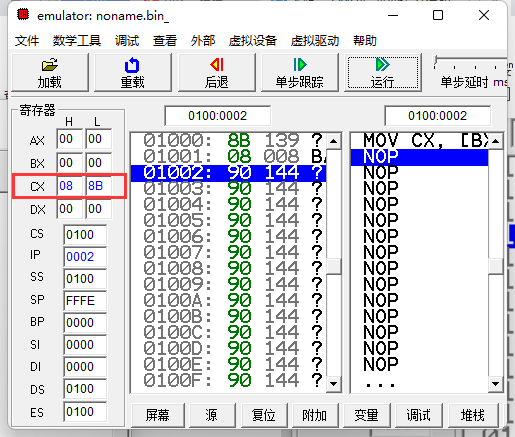 emulator: noname.bin_
文件 数学工具 调试 查看 外部 虚拟设备 虚拟驱动 帮助
加载 重载 后退 单步跟踪 运行 单步延时 ms
寄存器
H L
AX 00 00
BX 00 00
CX 08 8B
DX 00 00
CS 0100
IP 0002
SS 0100
SP FFFE
BP 0000
SI 0000
DI 0000
DS 0100
ES 0100
0100:0002
01000: 8B 139 ?
01001: 08 008 BA
01002: 90 144 ?
01003: 90 144 ?
01004: 90 144 ?
01005: 90 144 ?
01006: 90 144 ?
01007: 90 144 ?
01008: 90 144 ?
01009: 90 144 ?
0100A: 90 144 ?
0100B: 90 144 ?
0100C: 90 144 ?
0100D: 90 144 ?
0100E: 90 144 ?
0100F: 90 144 ?
0100:0002
MOV CX, [BX
NOP
NOP
NOP
NOP
NOP
NOP
NOP
NOP
NOP
NOP
NOP
NOP
NOP
NOP
...
屏幕 源 复位 附加 变量 调试 堆栈